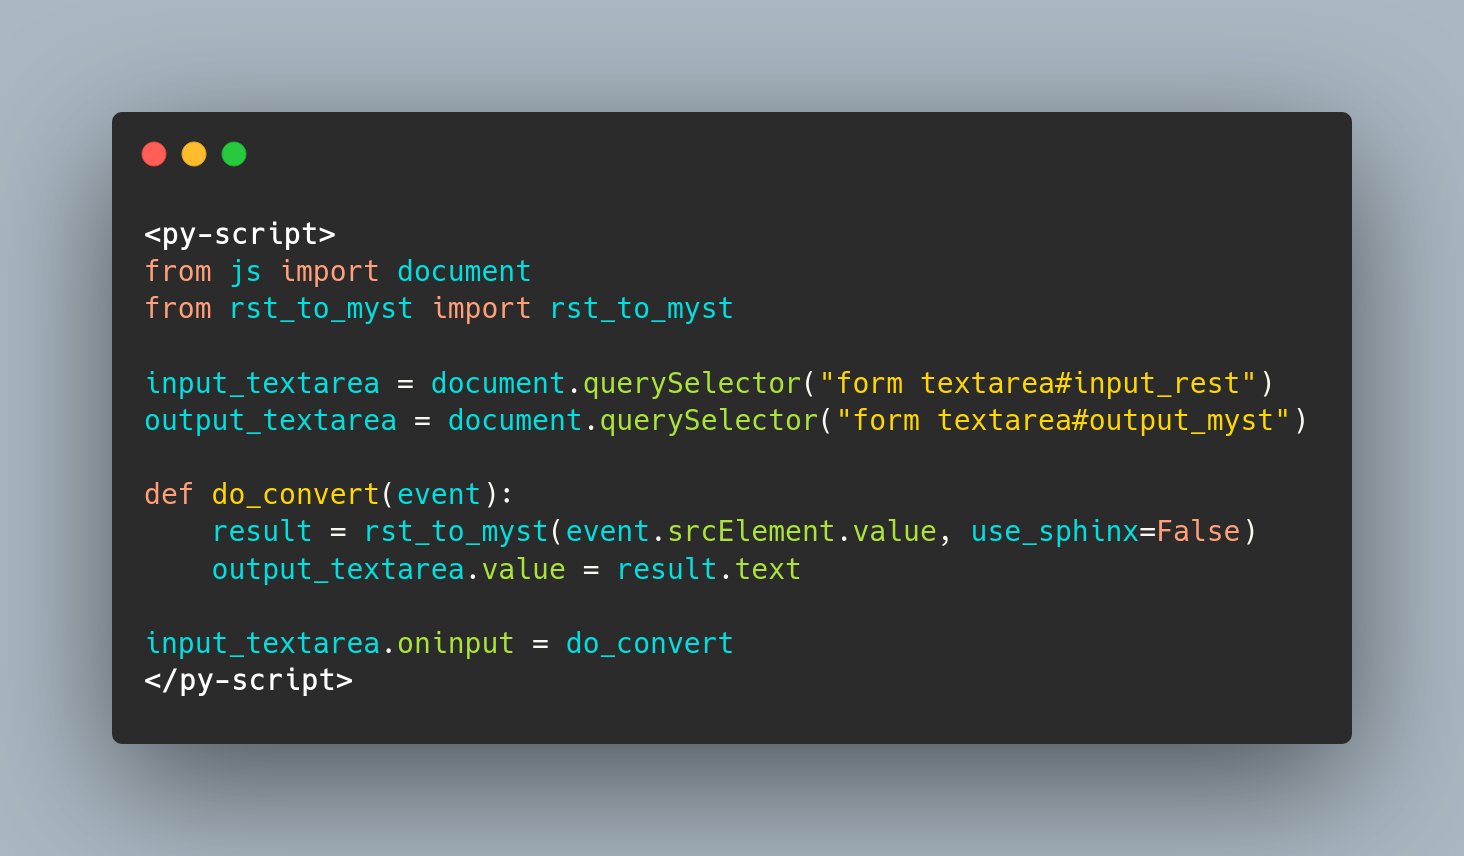 <py-script>
from js import document
from rst_to_myst import rst_to_myst

input_textarea = document.querySelector("form textarea#input_rest")
output_textarea = document.querySelector("form textarea#output_myst")

def do_convert(event):
    result = rst_to_myst(event.srcElement.value, use_sphinx=False)
    output_textarea.value = result.text

input_textarea.oninput = do_convert
</py-script>